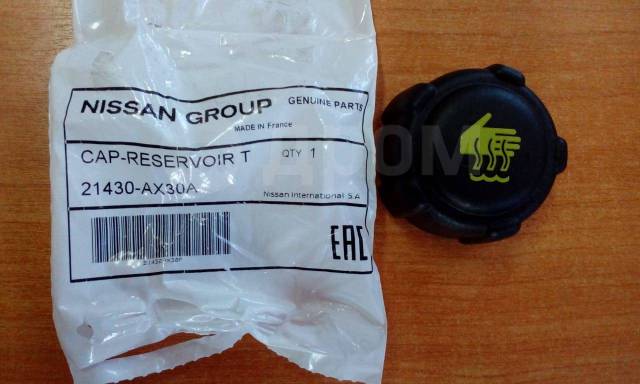 NISSAN GROUP GENUINE PARTS
MADE IN France
CAP-RESERVOIR T QTY 1
21430-AX30A
Nissan International S.A
EAC